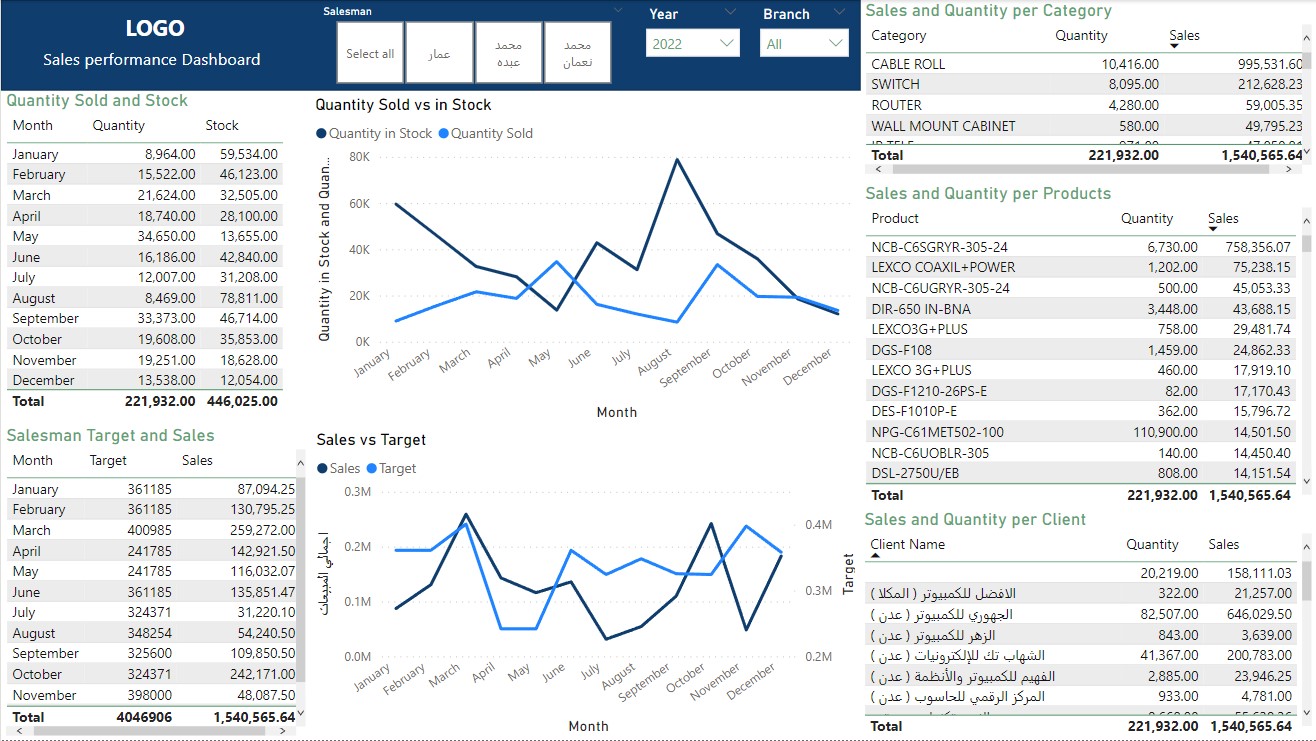 LOGO
Sales performance Dashboard
Salesman
Select all
عمار
محمد عبده
محمد نعمان
Year
2022
Branch
All
Quantity Sold and Stock
Month Quantity Stock
January 8,964.00 59,534.00
February 15,522.00 46,123.00
March 21,624.00 32,505.00
April 18,740.00 28,100.00
May 34,650.00 13,655.00
June 16,186.00 42,840.00
July 12,007.00 31,208.00
August 8,469.00 78,811.00
September 33,373.00 46,714.00
October 19,608.00 35,853.00
November 19,251.00 18,628.00
December 13,538.00 12,054.00
Total 221,932.00 446,025.00
Salesman Target and Sales
Month Target Sales
January 361185 87,094.25
February 361185 130,795.25
March 400985 259,272.00
April 241785 142,921.50
May 241785 116,032.07
June 361185 135,851.47
July 324371 31,220.10
August 348254 54,240.50
September 325600 109,850.50
October 324371 242,171.00
November 398000 48,087.50
Total 4046906 1,540,565.64
Quantity Sold vs in Stock
Quantity in Stock Quantity Sold
Quantity in Stock and Quan...
80K
60K
40K
20K
0K
January February March April May June July August September October November December
Month
Sales vs Target
Sales Target
اجمالي المبيعات
0.3M
0.2M
0.1M
0.0M
0.4M
0.3M
0.2M
Target
January February March April May June July August September October November December
Month
Sales and Quantity per Category
Category Quantity Sales
CABLE ROLL 10,416.00 995,531.60
SWITCH 8,095.00 212,628.23
ROUTER 4,280.00 59,005.35
WALL MOUNT CABINET 580.00 49,795.23
Total 221,932.00 1,540,565.64
Sales and Quantity per Products
Product Quantity Sales
NCB-C6SGRYR-305-24 6,730.00 758,356.07
LEXCO COAXIL+POWER 1,202.00 75,238.15
NCB-C6UGRYR-305-24 500.00 45,053.33
DIR-650 IN-BNA 3,448.00 43,688.15
LEXCO3G+PLUS 758.00 29,481.74
DGS-F108 1,459.00 24,862.33
LEXCO 3G+PLUS 460.00 17,919.10
DGS-F1210-26PS-E 82.00 17,170.43
DES-F1010P-E 362.00 15,796.72
NPG-C61MET502-100 110,900.00 14,501.50
NCB-C6UOBLR-305 140.00 14,450.40
DSL-2750U/EB 808.00 14,151.54
Total 221,932.00 1,540,565.64
Sales and Quantity per Client
Client Name Quantity Sales
20,219.00 158,111.03
الافضل للكمبيوتر ( المكلا ) 322.00 21,257.00
الجهوري للكمبيوتر ( عدن ) 82,507.00 646,029.50
الزهر للكمبيوتر ( عدن ) 843.00 3,639.00
الشهاب تك للإلكترونيات ( عدن ) 41,367.00 200,783.00
الفهيم للكمبيوتر والأنظمة ( عدن ) 2,885.00 23,946.25
المركز الرقمي للحاسوب ( عدن ) 933.00 4,781.00
Total 221,932.00 1,540,565.64